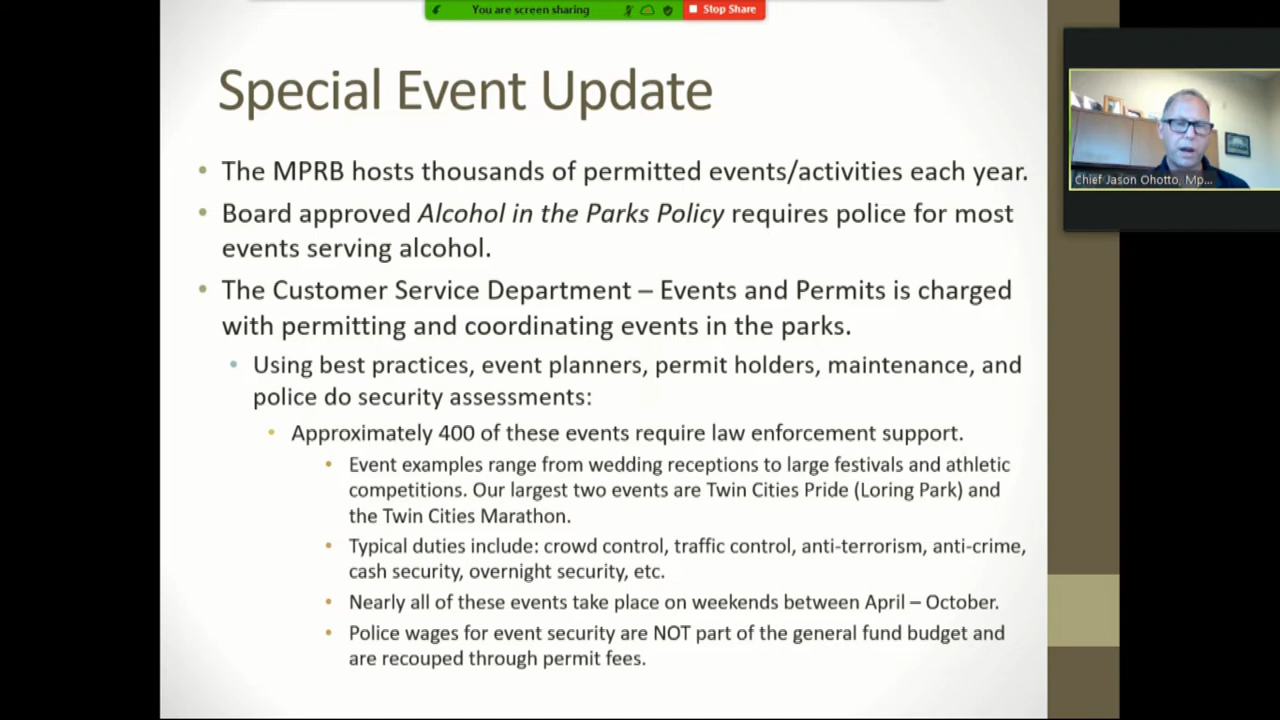 You are screen sharing
Stop Share
Special Event Update
• The MPRB hosts thousands of permitted events/activities each year.
• Board approved Alcohol in the Parks Policy requires police for most
events serving alcohol.
• The Customer Service Department – Events and Permits is charged
with permitting and coordinating events in the parks.
• Using best practices, event planners, permit holders, maintenance, and
police do security assessments:
• Approximately 400 of these events require law enforcement support.
• Event examples range from wedding receptions to large festivals and athletic
competitions. Our largest two events are Twin Cities Pride (Loring Park) and
the Twin Cities Marathon.
• Typical duties include: crowd control, traffic control, anti-terrorism, anti-crime,
cash security, overnight security, etc.
• Nearly all of these events take place on weekends between April – October.
• Police wages for event security are NOT part of the general fund budget and
are recouped through permit fees.
Chief Jason Ohotto, Mp...